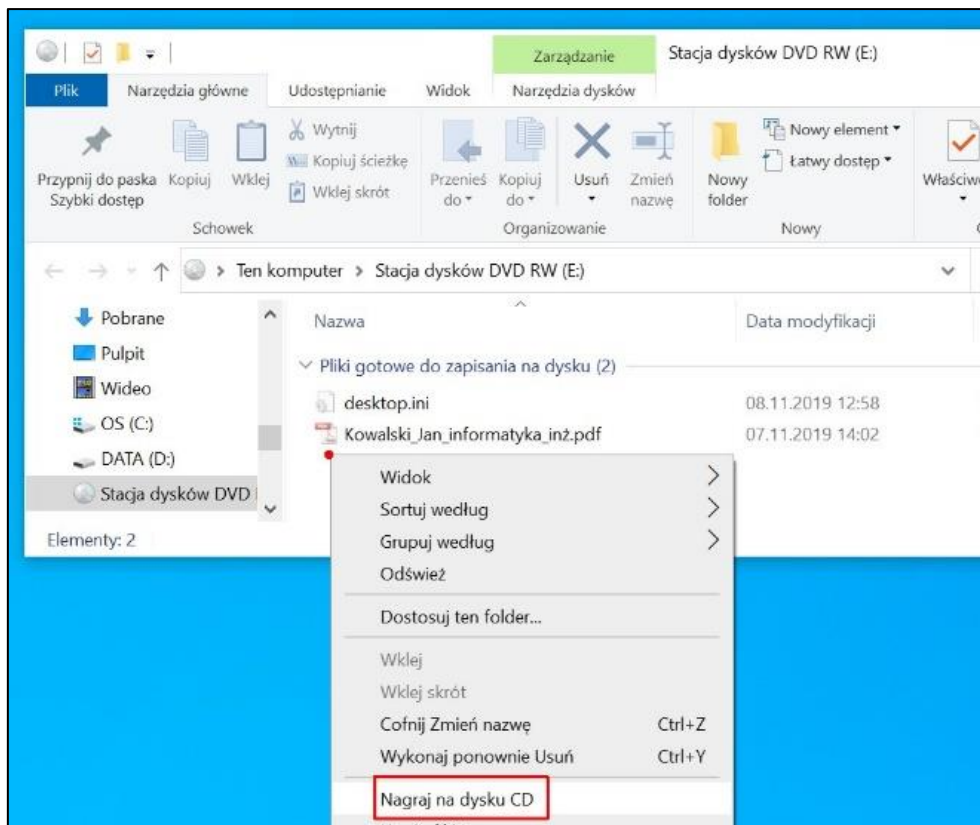 Zarządzanie
Stacja dysków DVD RW (E:)
Plik
Narzędzia główne
Udostępnianie
Widok
Narzędzia dysków
Przypnij do paska
Szybki dostęp
Kopiuj
Wklej
Wytnij
Kopiuj ścieżkę
Wklej skrót
Schowek
Przenieś
do
Kopiuj
do
Usuń
Zmień
nazwę
Organizowanie
Nowy
folder
Nowy element
Łatwy dostęp
Nowy
Ten komputer > Stacja dysków DVD RW (E:)
Pobrane
Pulpit
Wideo
OS (C:)
DATA (D:)
Stacja dysków DVD
Nazwa
Data modyfikacji
Pliki gotowe do zapisania na dysku (2)
desktop.ini
08.11.2019 12:58
Kowalski_Jan_informatyka_inż.pdf
07.11.2019 14:02
Elementy: 2
Widok
Sortuj według
Grupuj według
Odśwież
Dostosuj ten folder...
Wklej
Wklej skrót
Cofnij Zmień nazwę Ctrl+Z
Wykonaj ponownie Usuń Ctrl+Y
Nagraj na dysku CD